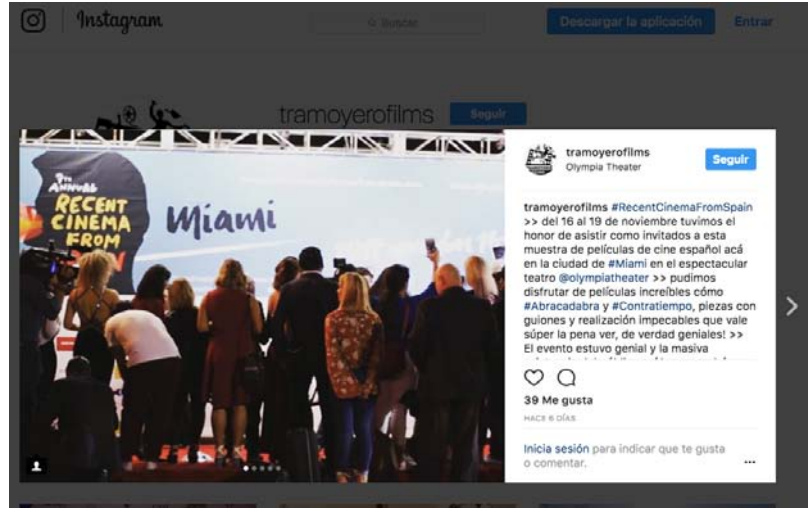 Instagram
Buscar
Descargar la aplicación
Entrar
tramoyerofilms
Seguir
9TH
ANNUAL
RECENT
CINEMA
FROM
Miami
tramoyerofilms
Olympia Theater
Seguir
tramoyerofilms #RecentCinemaFromSpain
>> del 16 al 19 de noviembre tuvimos el
honor de asistir como invitados a esta
muestra de películas de cine español acá
en la ciudad de #Miami en el espectacular
teatro @olympiatheater >> pudimos
disfrutar de películas increíbles cómo
#Abracadabra y #Contratiempo, piezas con
guiones y realización impecables que vale
súper la pena ver, de verdad geniales! >>
El evento estuvo genial y la masiva
39 Me gusta
HACE 6 DÍAS
Inicia sesión para indicar que te gusta
o comentar.